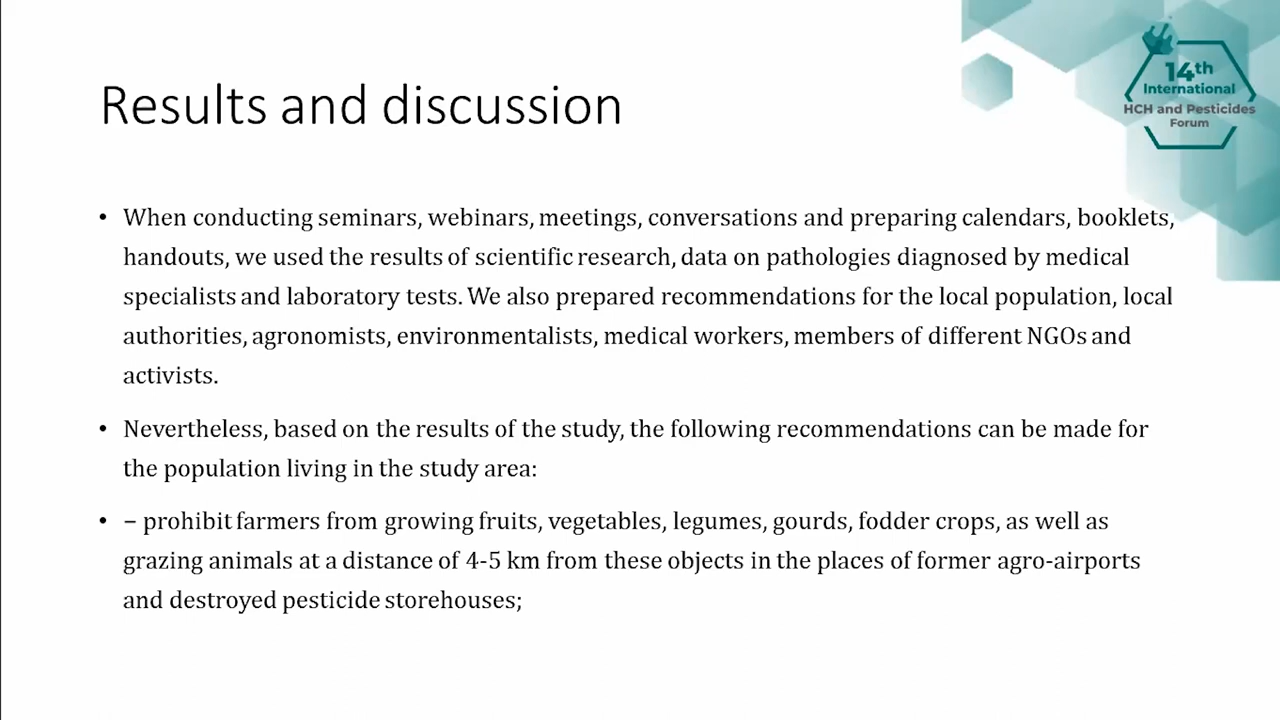 Results and discussion
14th
International
HCH and Pesticides
Forum
• When conducting seminars, webinars, meetings, conversations and preparing calendars, booklets,
handouts, we used the results of scientific research, data on pathologies diagnosed by medical
specialists and laboratory tests. We also prepared recommendations for the local population, local
authorities, agronomists, environmentalists, medical workers, members of different NGOs and
activists.
• Nevertheless, based on the results of the study, the following recommendations can be made for
the population living in the study area:
• – prohibit farmers from growing fruits, vegetables, legumes, gourds, fodder crops, as well as
grazing animals at a distance of 4-5 km from these objects in the places of former agro-airports
and destroyed pesticide storehouses;